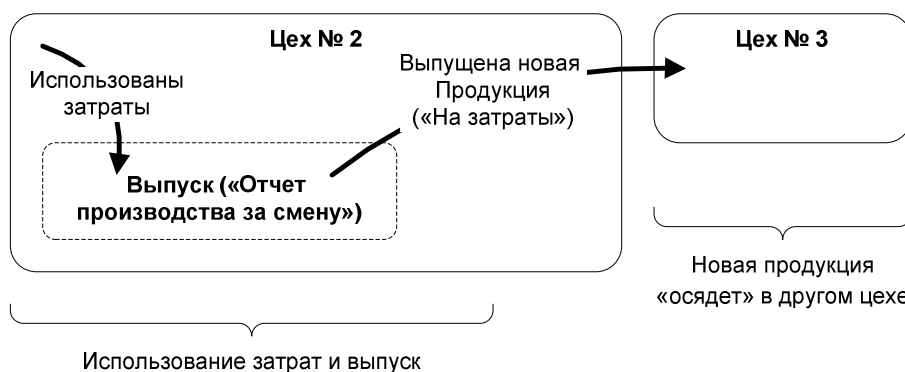 Цех № 2
Цех № 3
Использованы
затраты
Выпущена новая
Продукция
(«На затраты»)
Выпуск («Отчет
производства за смену»)
Новая продукция
«осядет» в другом цехе
Использование затрат и выпуск